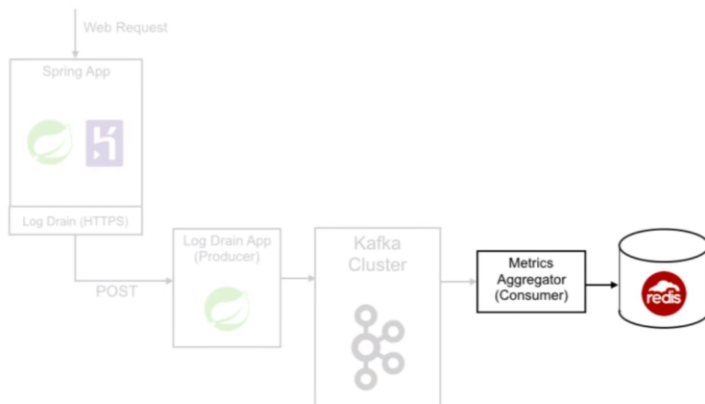 Web Request
Spring App
Log Drain (HTTPS)
POST
Log Drain App
(Producer)
Kafka
Cluster
Metrics
Aggregator
(Consumer)
redis